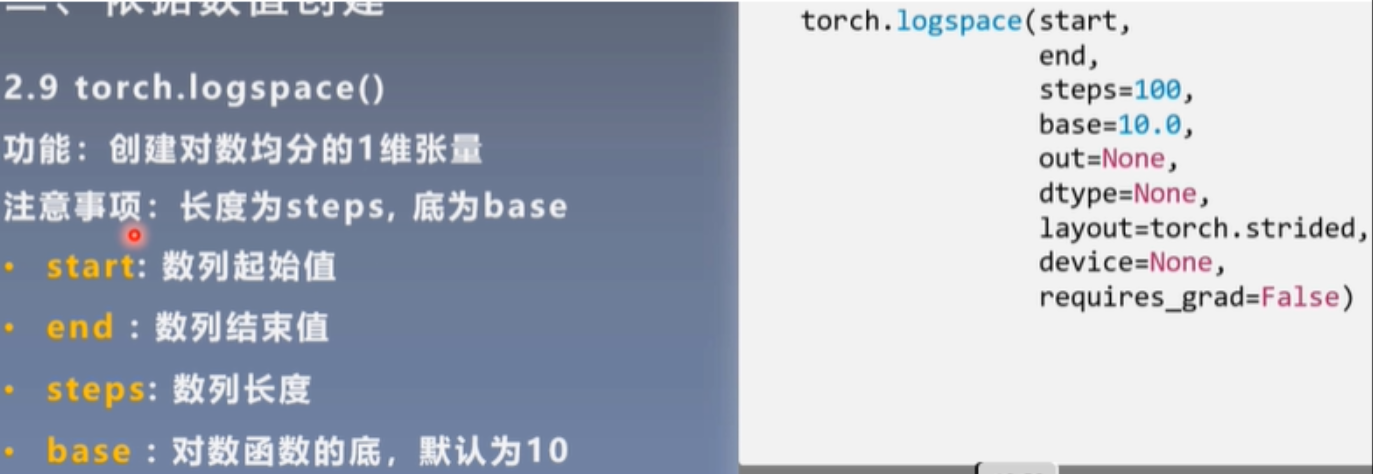 二、依据数值创建
2.9 torch.logspace()
功能：创建对数均分的1维张量
注意事项：长度为steps, 底为base
• start: 数列起始值
• end : 数列结束值
• steps: 数列长度
• base : 对数函数的底，默认为10
torch.logspace(start,
end,
steps=100,
base=10.0,
out=None,
dtype=None,
layout=torch.strided,
device=None,
requires_grad=False)